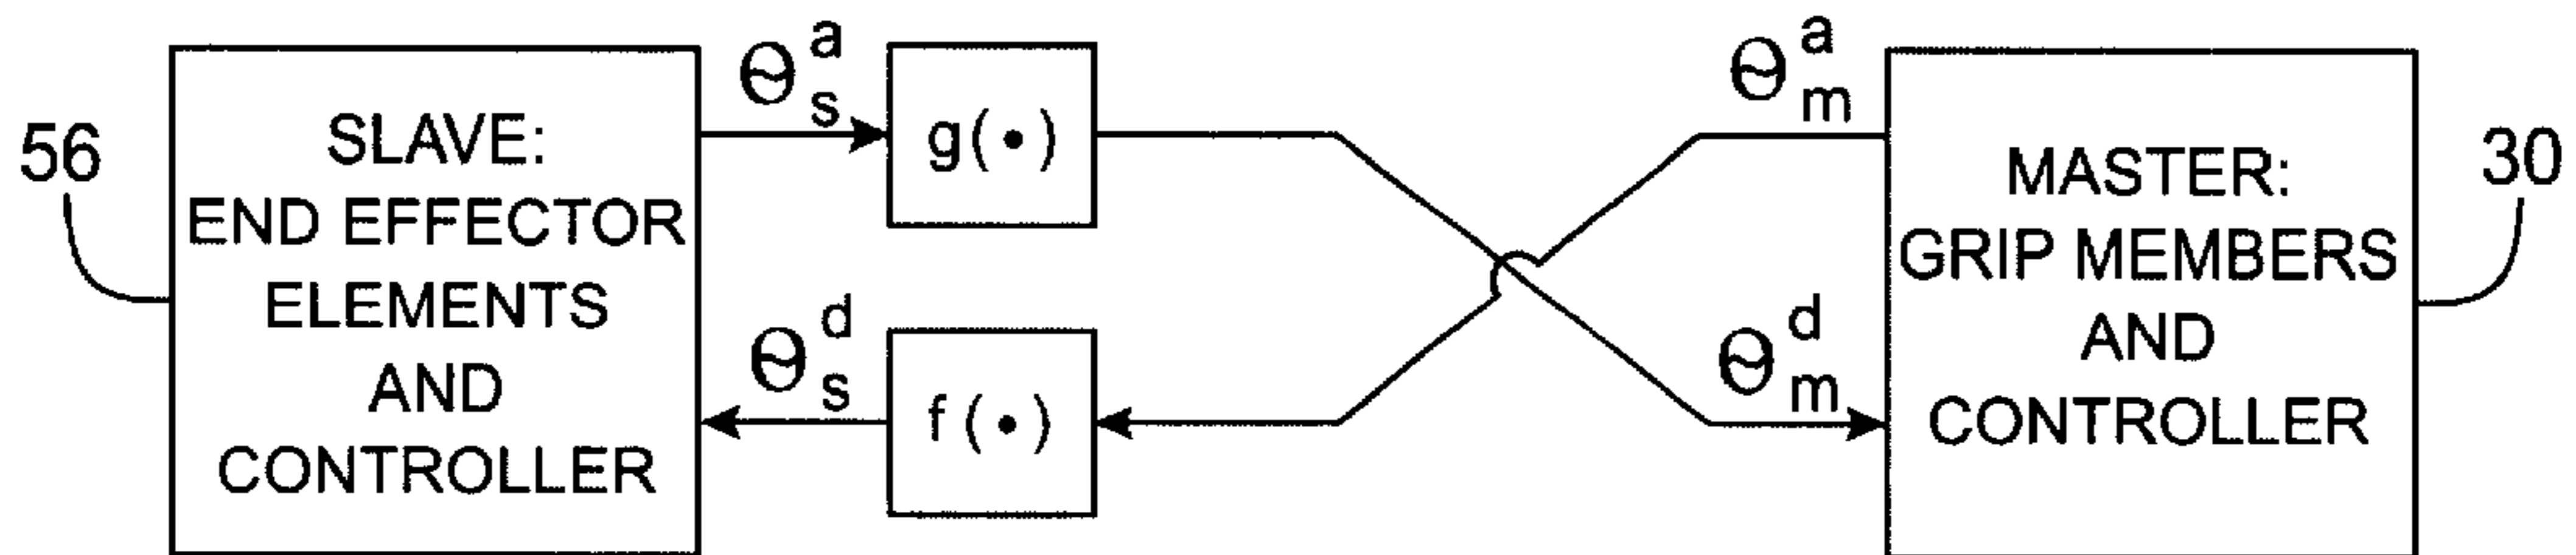 56
SLAVE:
END EFFECTOR
ELEMENTS
AND
CONTROLLER
Θ_s^a
g(•)
Θ_s^d
f(•)
Θ_m^a
Θ_m^d
MASTER:
GRIP MEMBERS
AND
CONTROLLER
30